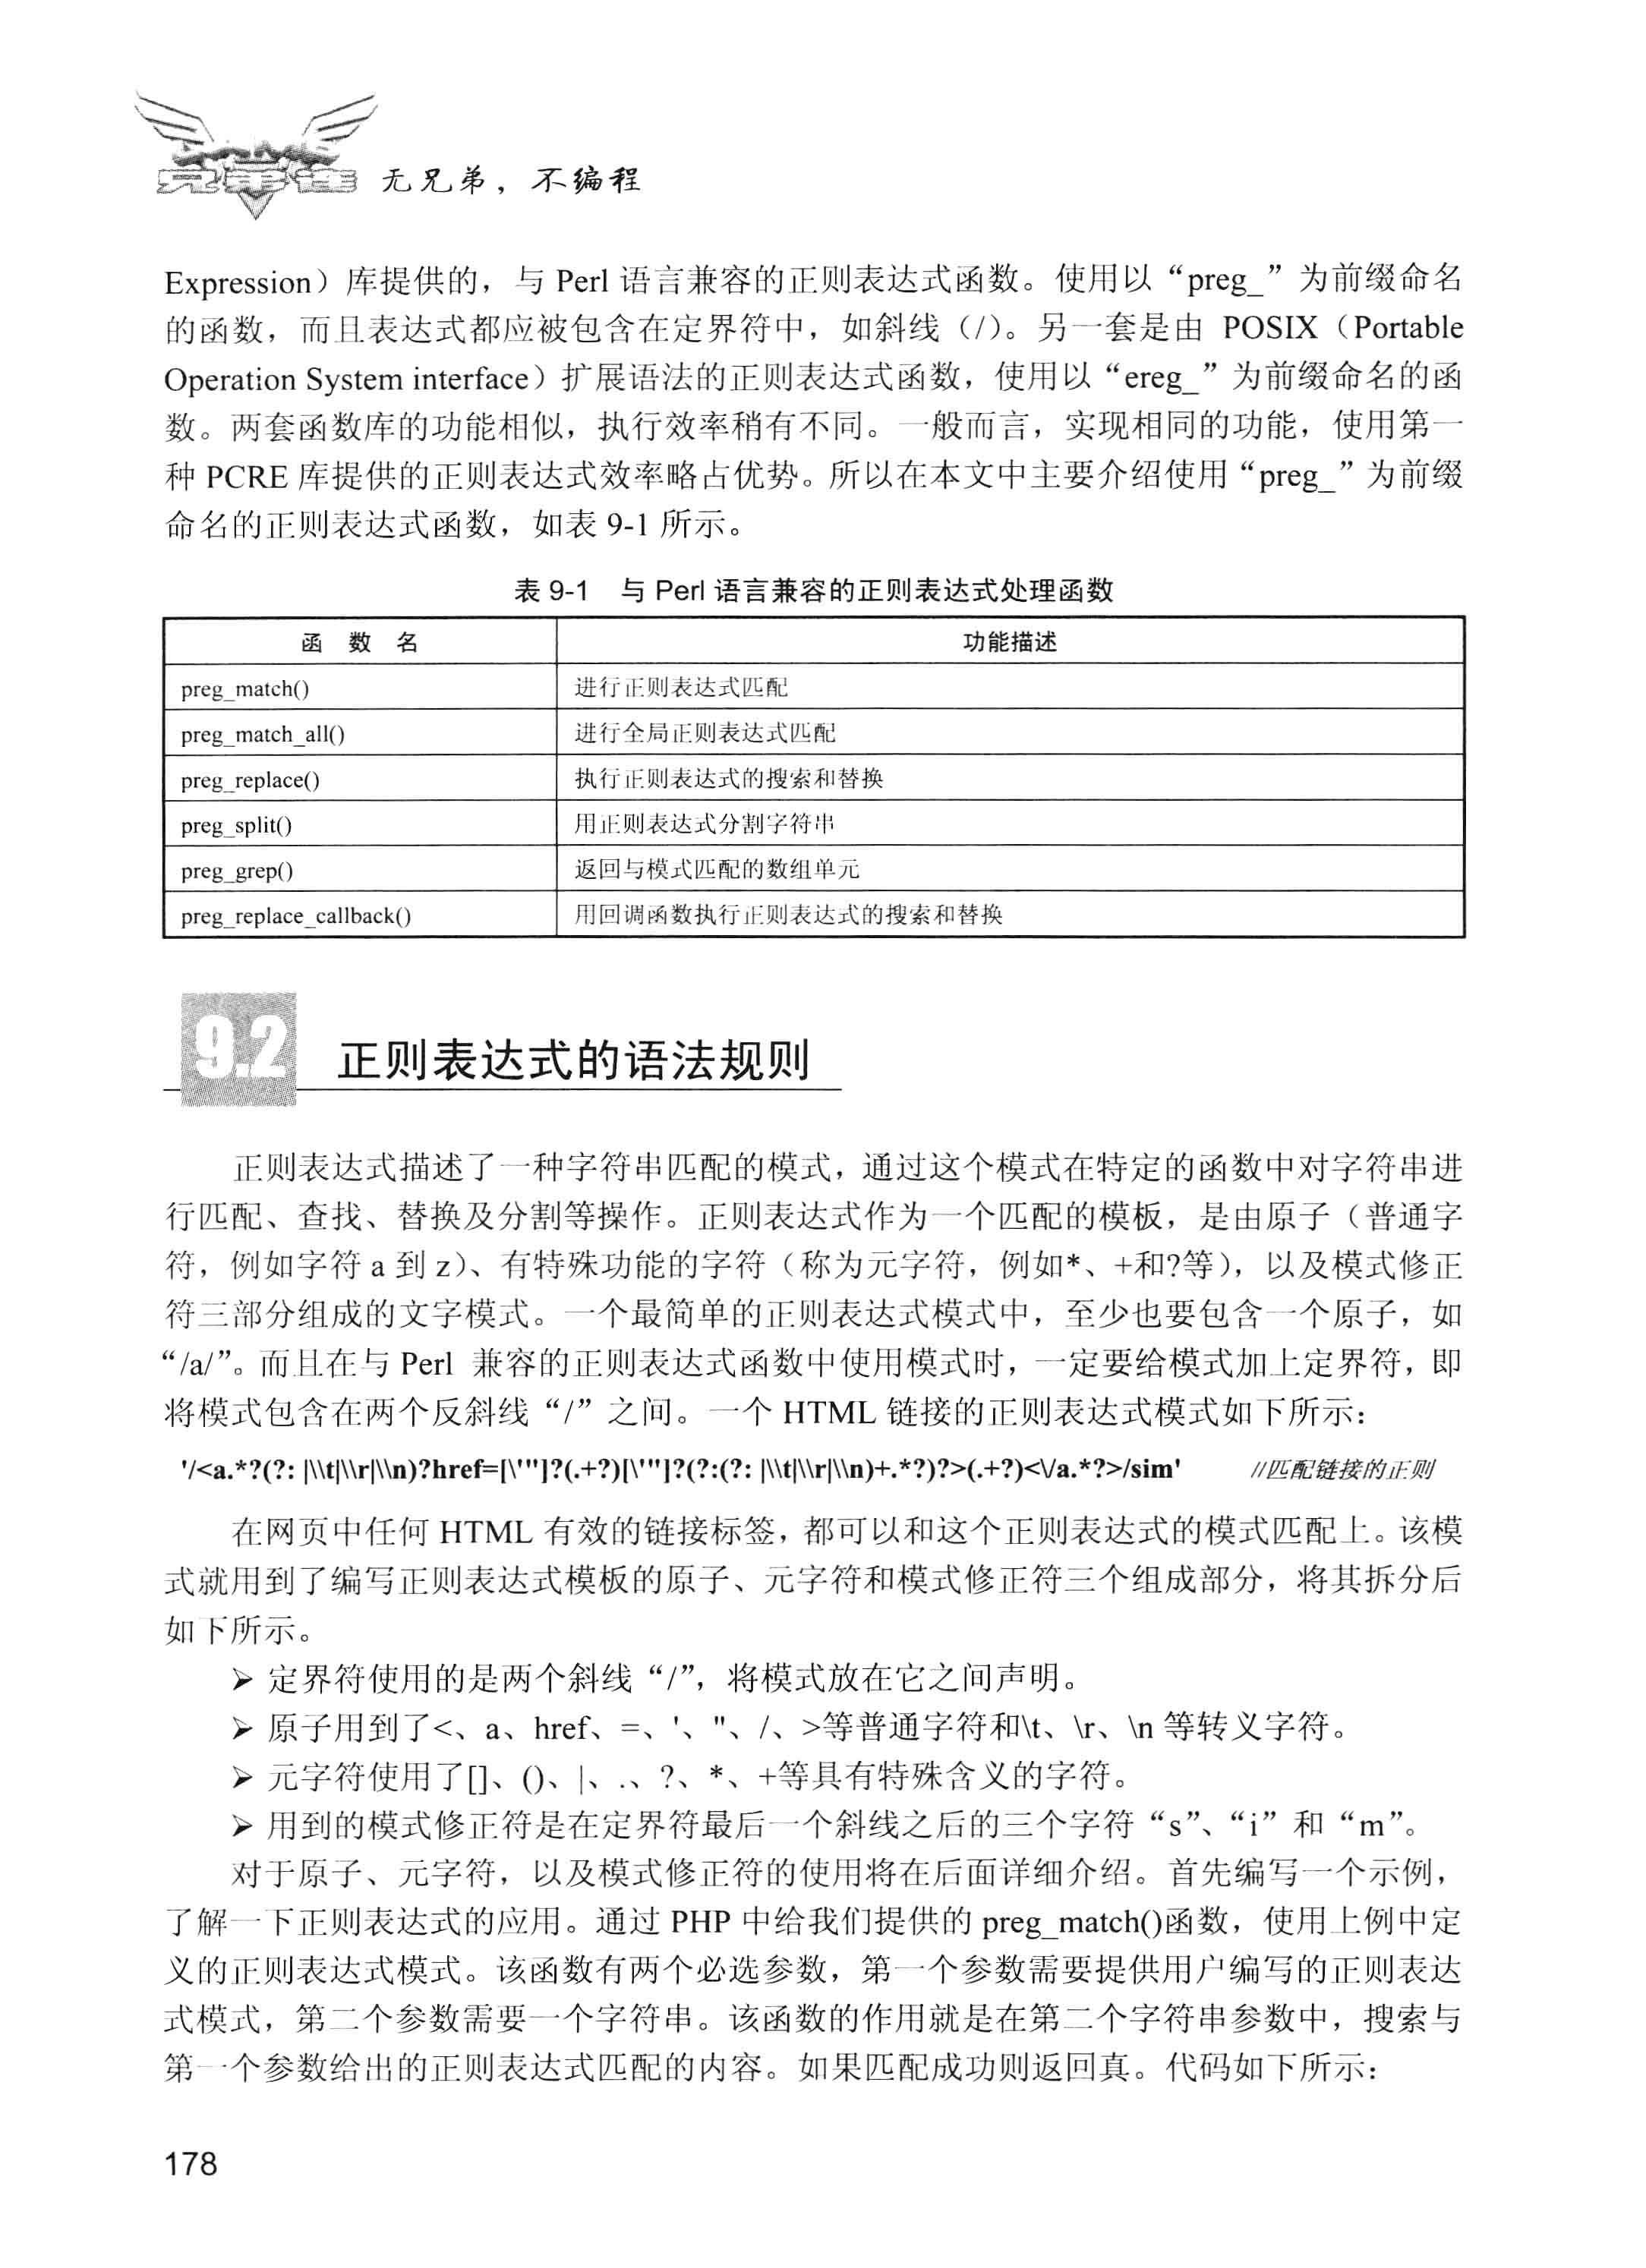 兄弟连 无兄弟，不编程
Expression）库提供的，与 Perl 语言兼容的正则表达式函数。使用以“preg_”为前缀命名
的函数，而且表达式都应被包含在定界符中，如斜线（/）。另一套是由 POSIX（Portable
Operation System interface）扩展语法的正则表达式函数，使用以“ereg_”为前缀命名的函
数。两套函数库的功能相似，执行效率稍有不同。一般而言，实现相同的功能，使用第一
种 PCRE 库提供的正则表达式效率略占优势。所以在本文中主要介绍使用“preg_”为前缀
命名的正则表达式函数，如表 9-1 所示。
表 9-1 与 Perl 语言兼容的正则表达式处理函数
函 数 名 功能描述
preg_match() 进行正则表达式匹配
preg_match_all() 进行全局正则表达式匹配
preg_replace() 执行正则表达式的搜索和替换
preg_split() 用正则表达式分割字符串
preg_grep() 返回与模式匹配的数组单元
preg_replace_callback() 用回调函数执行正则表达式的搜索和替换
9.2 正则表达式的语法规则
正则表达式描述了一种字符串匹配的模式，通过这个模式在特定的函数中对字符串进
行匹配、查找、替换及分割等操作。正则表达式作为一个匹配的模板，是由原子（普通字
符，例如字符 a 到 z）、有特殊功能的字符（称为元字符，例如*、+和?等），以及模式修正
符三部分组成的文字模式。一个最简单的正则表达式模式中，至少也要包含一个原子，如
“/a/”。而且在与 Perl 兼容的正则表达式函数中使用模式时，一定要给模式加上定界符，即
将模式包含在两个反斜线“/”之间。一个 HTML 链接的正则表达式模式如下所示：
'/<a.*?(?: |\\t|\\r|\\n)?href=[\'"]?(.+?)[\'"]?(?:(?: |\\t|\\r|\\n)+.*?)?>(.+?)<\/a.*?>/sim' //匹配链接的正则
在网页中任何 HTML 有效的链接标签，都可以和这个正则表达式的模式匹配上。该模
式就用到了编写正则表达式模板的原子、元字符和模式修正符三个组成部分，将其拆分后
如下所示。
➢ 定界符使用的是两个斜线“/”，将模式放在它之间声明。
➢ 原子用到了<、a、href、=、'、"、/、>等普通字符和\t、\r、\n 等转义字符。
➢ 元字符使用了[]、()、|、.、?、*、+等具有特殊含义的字符。
➢ 用到的模式修正符是在定界符最后一个斜线之后的三个字符“s”、“i”和“m”。
对于原子、元字符，以及模式修正符的使用将在后面详细介绍。首先编写一个示例，
了解一下正则表达式的应用。通过 PHP 中给我们提供的 preg_match()函数，使用上例中定
义的正则表达式模式。该函数有两个必选参数，第一个参数需要提供用户编写的正则表达
式模式，第二个参数需要一个字符串。该函数的作用就是在第二个字符串参数中，搜索与
第一个参数给出的正则表达式匹配的内容。如果匹配成功则返回真。代码如下所示：
178